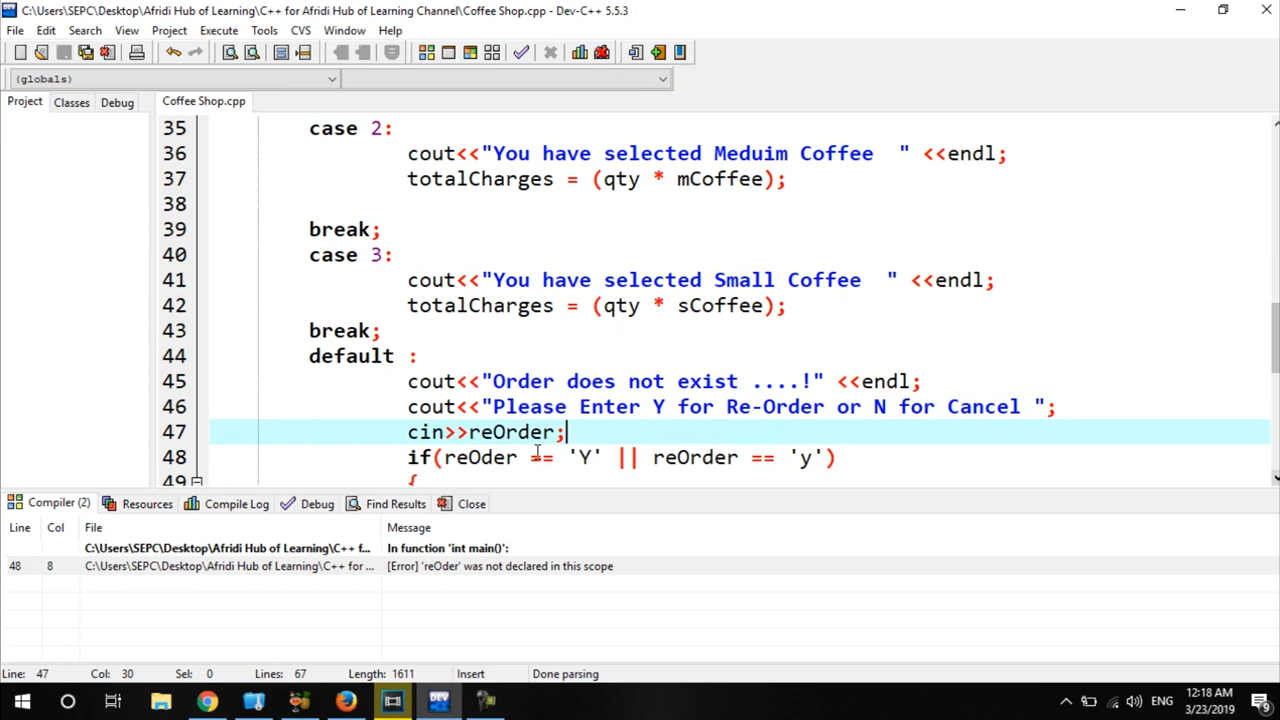 C:\Users\SEPC\Desktop\Afridi Hub of Learning\C++ for Afridi Hub of Learning Channel\Coffee Shop.cpp - Dev-C++ 5.5.3
File Edit Search View Project Execute Tools CVS Window Help
(globals)
Project Classes Debug Coffee Shop.cpp
35 case 2:
36 cout<<"You have selected Meduim Coffee  " <<endl;
37 totalCharges = (qty * mCoffee);
38
39 break;
40 case 3:
41 cout<<"You have selected Small Coffee  " <<endl;
42 totalCharges = (qty * sCoffee);
43 break;
44 default :
45 cout<<"Order does not exist ....!" <<endl;
46 cout<<"Please Enter Y for Re-Order or N for Cancel ";
47 cin>>reOrder;
48 if(reOder == 'Y' || reOrder == 'y')
49 {
Compiler (2) Resources Compile Log Debug Find Results Close
Line Col File Message
C:\Users\SEPC\Desktop\Afridi Hub of Learning\C++ f... In function 'int main()':
48 8 C:\Users\SEPC\Desktop\Afridi Hub of Learning\C++ for ... [Error] 'reOder' was not declared in this scope
Line: 47 Col: 30 Sel: 0 Lines: 67 Length: 1611 Insert Done parsing
DEV
ENG
12:18 AM
3/23/2019
9